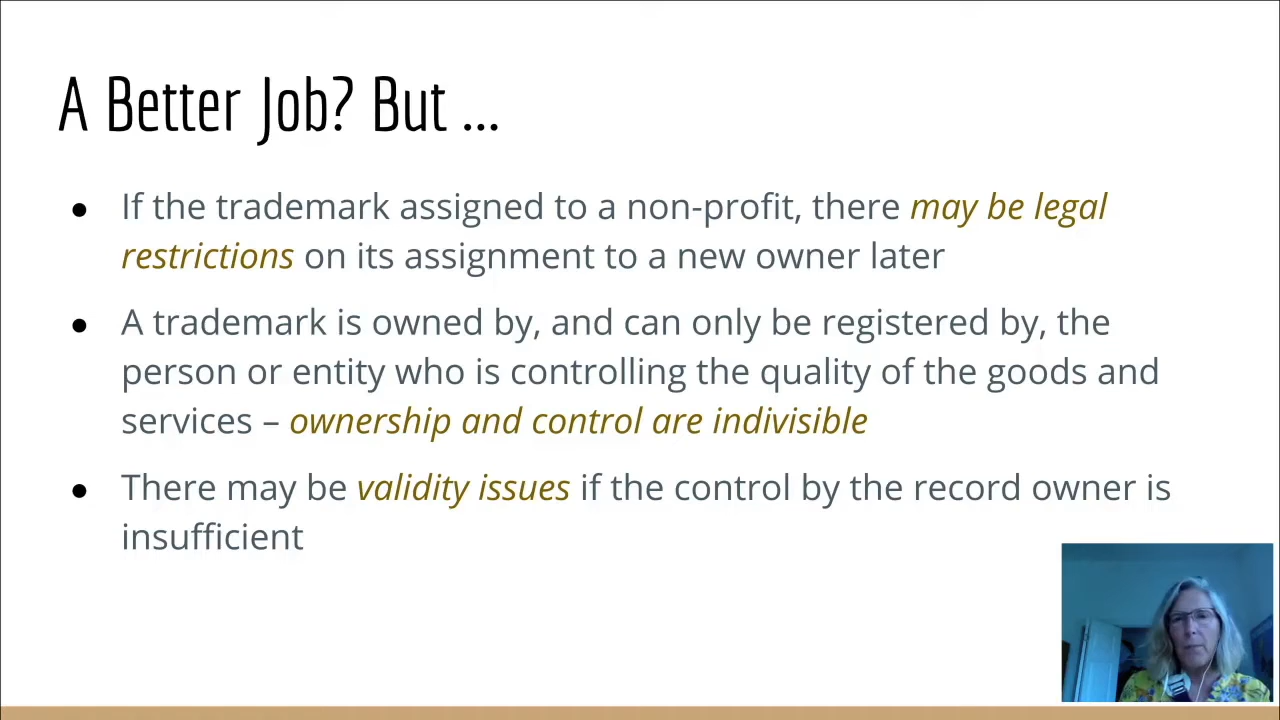 A Better Job? But ...
● If the trademark assigned to a non-profit, there may be legal
restrictions on its assignment to a new owner later
● A trademark is owned by, and can only be registered by, the
person or entity who is controlling the quality of the goods and
services – ownership and control are indivisible
● There may be validity issues if the control by the record owner is
insufficient